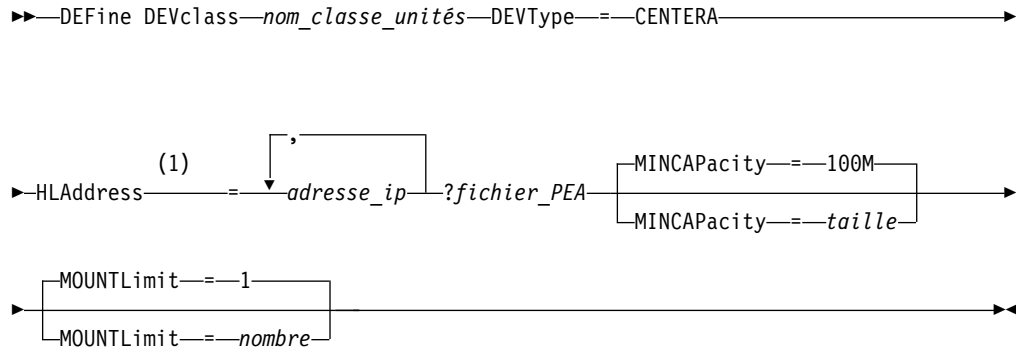 DEFine DEVclass nom_classe_unités DEVType = CENTERA
,
(1)
MINCAPacity = 100M
HLAddress = adresse_ip ?fichier_PEA
MINCAPacity = taille
MOUNTLimit = 1
MOUNTLimit = nombre